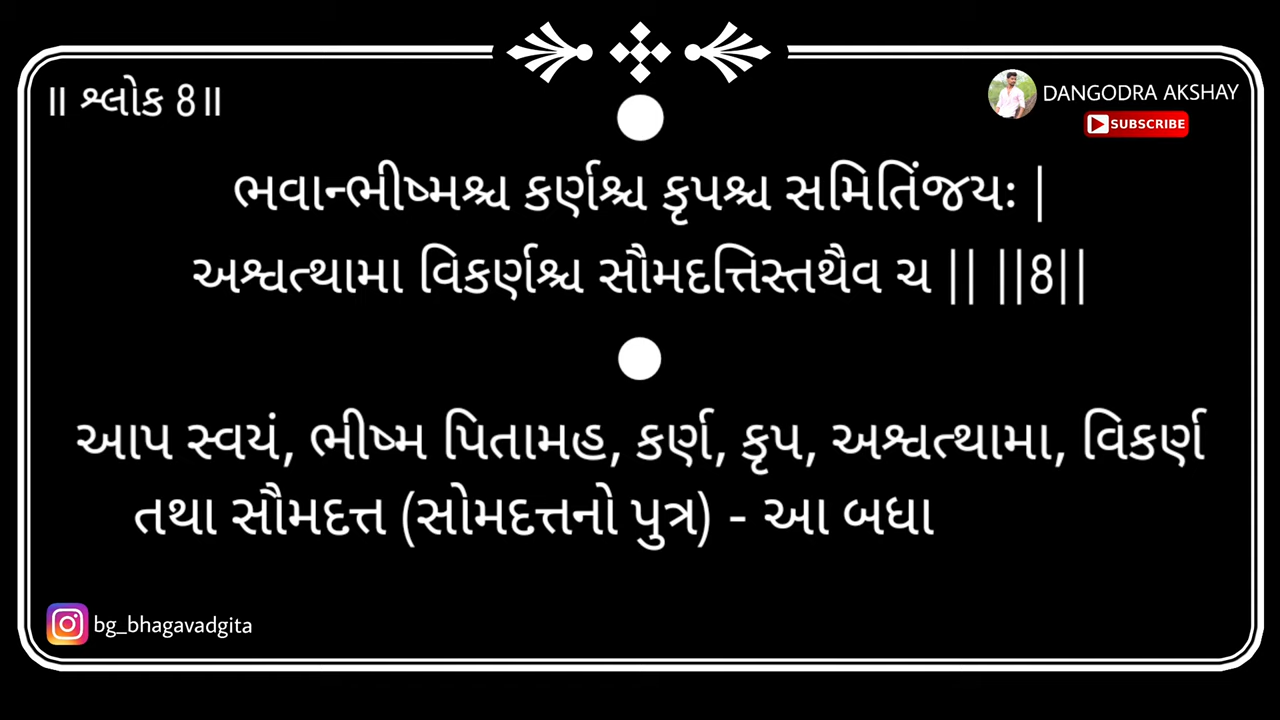 ॥ શ્લોક 8॥
DANGODRA AKSHAY
SUBSCRIBE
ભવાન્ભીષ્મશ્ચ કર્ણશ્ચ કૃપશ્ચ સમિતિંજયઃ |
અશ્વત્થામા વિકર્ણશ્ચ સૌમદત્તિસ્તથૈવ ચ || ||8||
આપ સ્વયં, ભીષ્મ પિતામહ, કર્ણ, કૃપ, અશ્વત્થામા, વિકર્ણ
તથા સૌમદત્ત (સોમદત્તનો પુત્ર) - આ બધા
bg_bhagavadgita